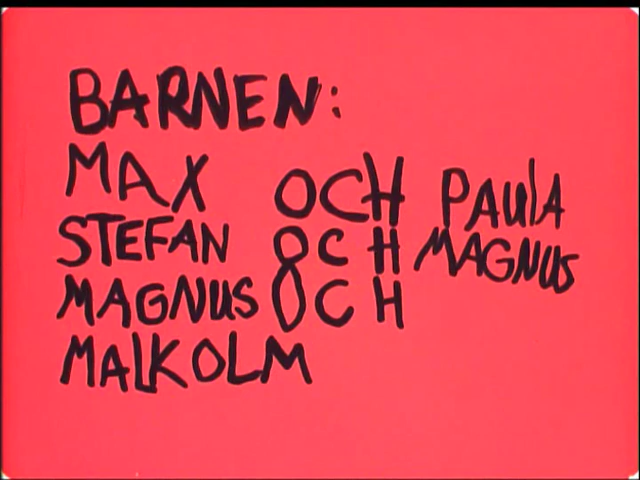 BARNEN:
MAX OCH PAULA
STEFAN OCH MAGNUS
MAGNUS OCH
MALKOLM